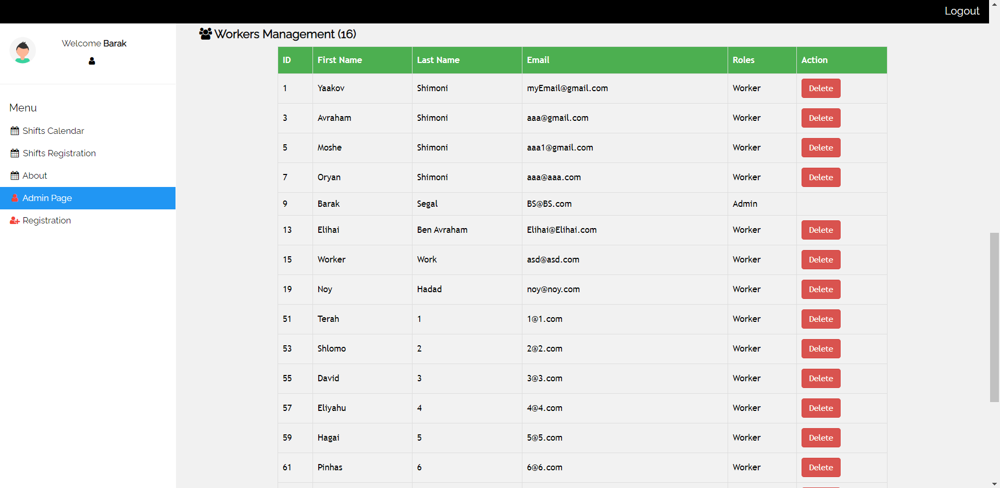 Logout
Welcome Barak
Menu
Shifts Calendar
Shifts Registration
About
Admin Page
Registration
Workers Management (16)
ID First Name Last Name Email Roles Action
1 Yaakov Shimoni myEmail@gmail.com Worker Delete
3 Avraham Shimoni aaa@gmail.com Worker Delete
5 Moshe Shimoni aaa1@gmail.com Worker Delete
7 Oryan Shimoni aaa@aaa.com Worker Delete
9 Barak Segal BS@BS.com Admin
13 Elihai Ben Avraham Elihai@Elihai.com Worker Delete
15 Worker Work asd@asd.com Worker Delete
19 Noy Hadad noy@noy.com Worker Delete
51 Terah 1 1@1.com Worker Delete
53 Shlomo 2 2@2.com Worker Delete
55 David 3 3@3.com Worker Delete
57 Eliyahu 4 4@4.com Worker Delete
59 Hagai 5 5@5.com Worker Delete
61 Pinhas 6 6@6.com Worker Delete